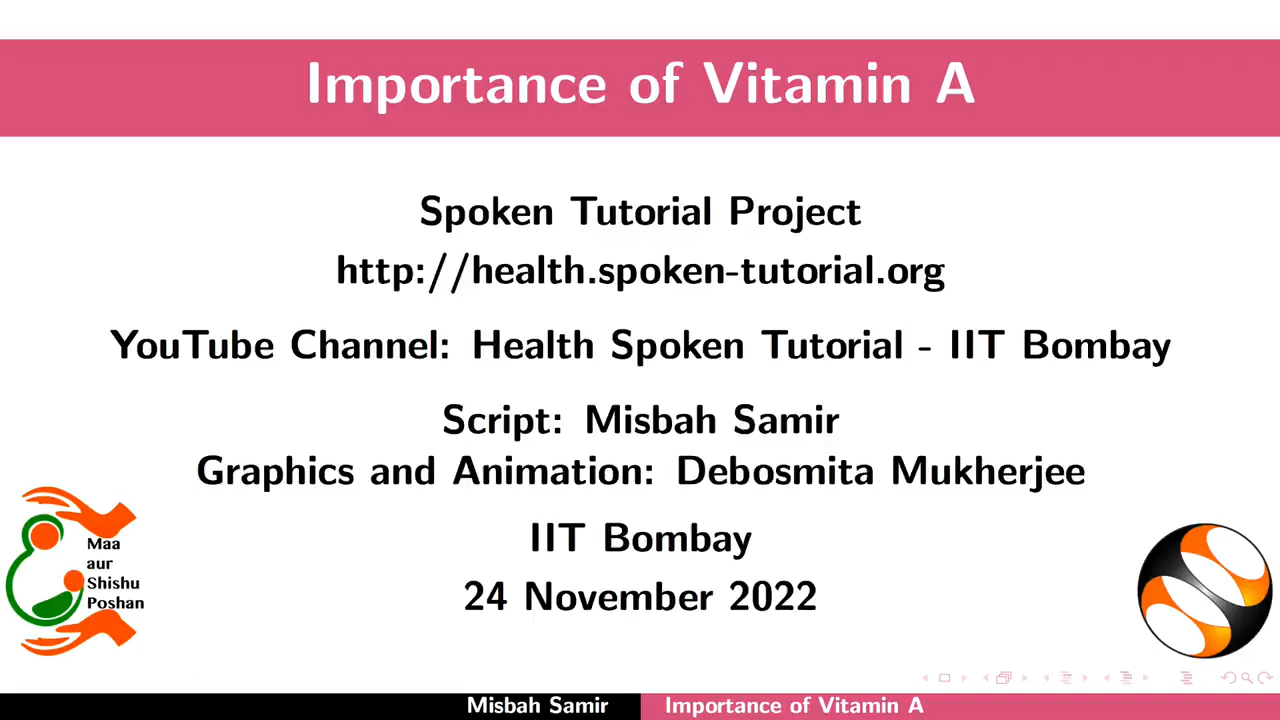 Importance of Vitamin A
Spoken Tutorial Project
http://health.spoken-tutorial.org
YouTube Channel: Health Spoken Tutorial - IIT Bombay
Script: Misbah Samir
Graphics and Animation: Debosmita Mukherjee
IIT Bombay
24 November 2022
Maa
aur
Shishu
Poshan
Misbah Samir
Importance of Vitamin A